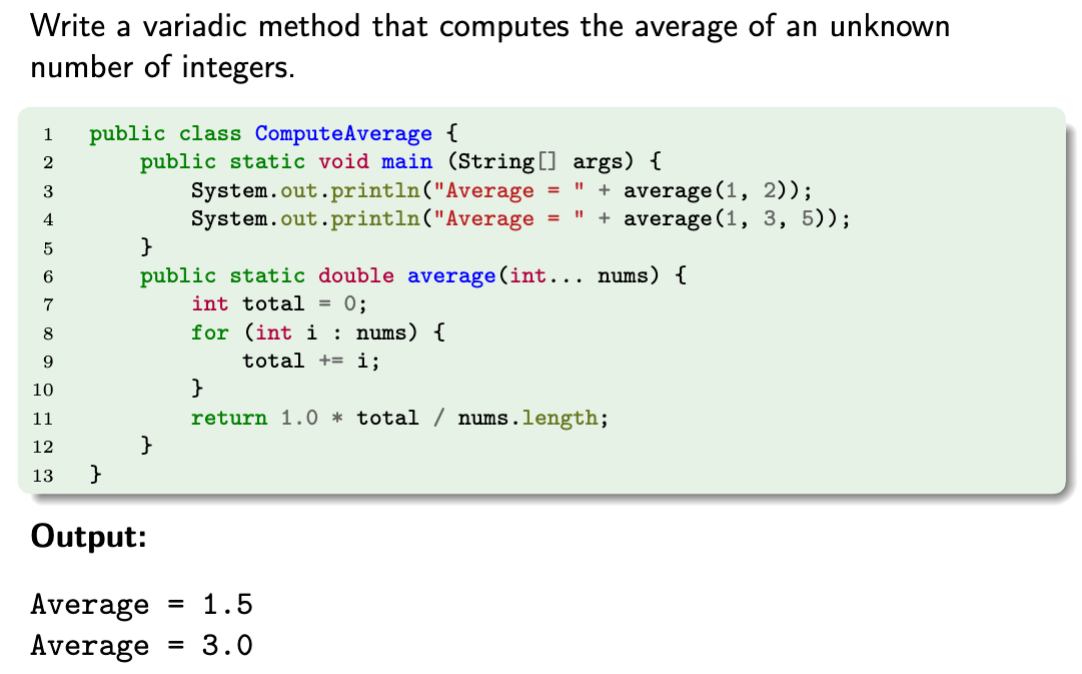 Write a variadic method that computes the average of an unknown
number of integers.
1 public class ComputeAverage {
2     public static void main (String[] args) {
3         System.out.println("Average = " + average(1, 2));
4         System.out.println("Average = " + average(1, 3, 5));
5     }
6     public static double average(int... nums) {
7         int total = 0;
8         for (int i : nums) {
9             total += i;
10         }
11         return 1.0 * total / nums.length;
12     }
13 }
Output:
Average = 1.5
Average = 3.0